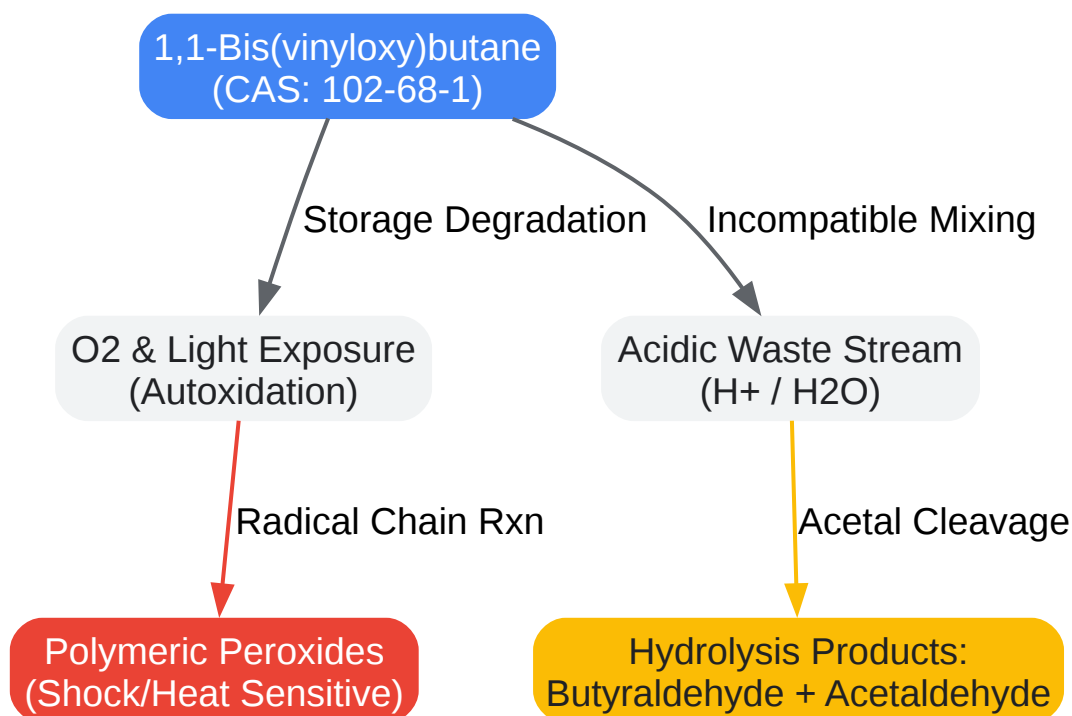 1,1-Bis(vinyloxy)butane
(CAS: 102-68-1)
Storage Degradation
Incompatible Mixing
O2 & Light Exposure
(Autoxidation)
Acidic Waste Stream
(H+ / H2O)
Radical Chain Rxn
Acetal Cleavage
Polymeric Peroxides
(Shock/Heat Sensitive)
Hydrolysis Products:
Butyraldehyde + Acetaldehyde